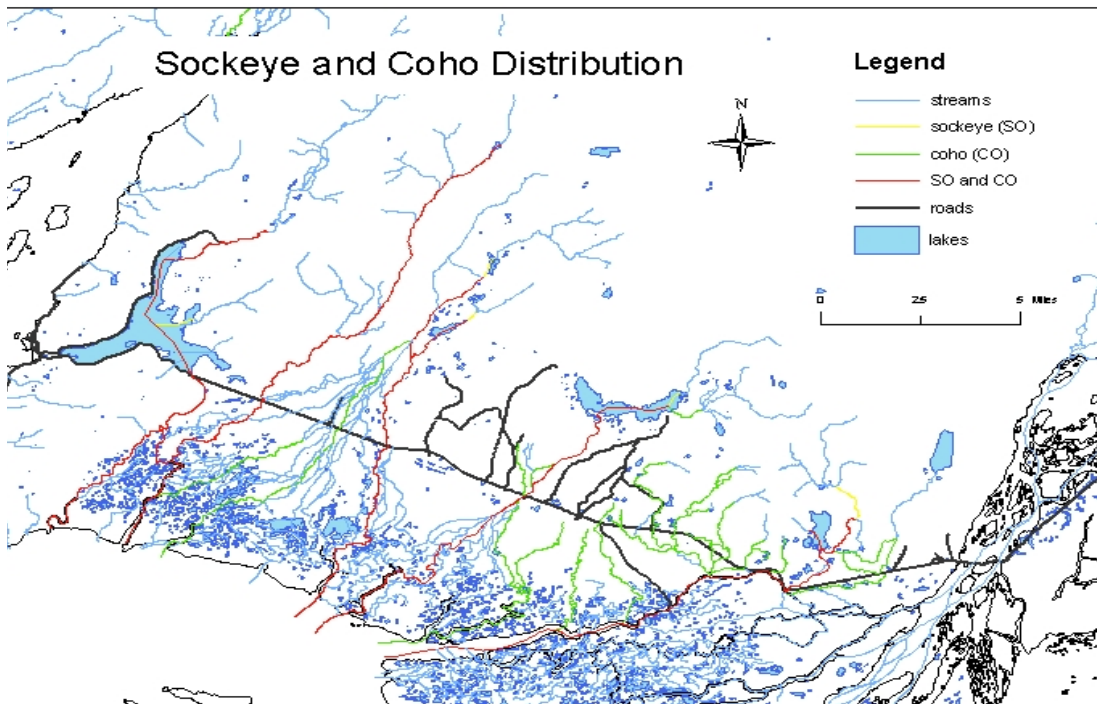 Sockeye and Coho Distribution
Legend
streams
sockeye (SO)
coho (CO)
SO and CO
roads
lakes
N
0 2.5 5 Miles